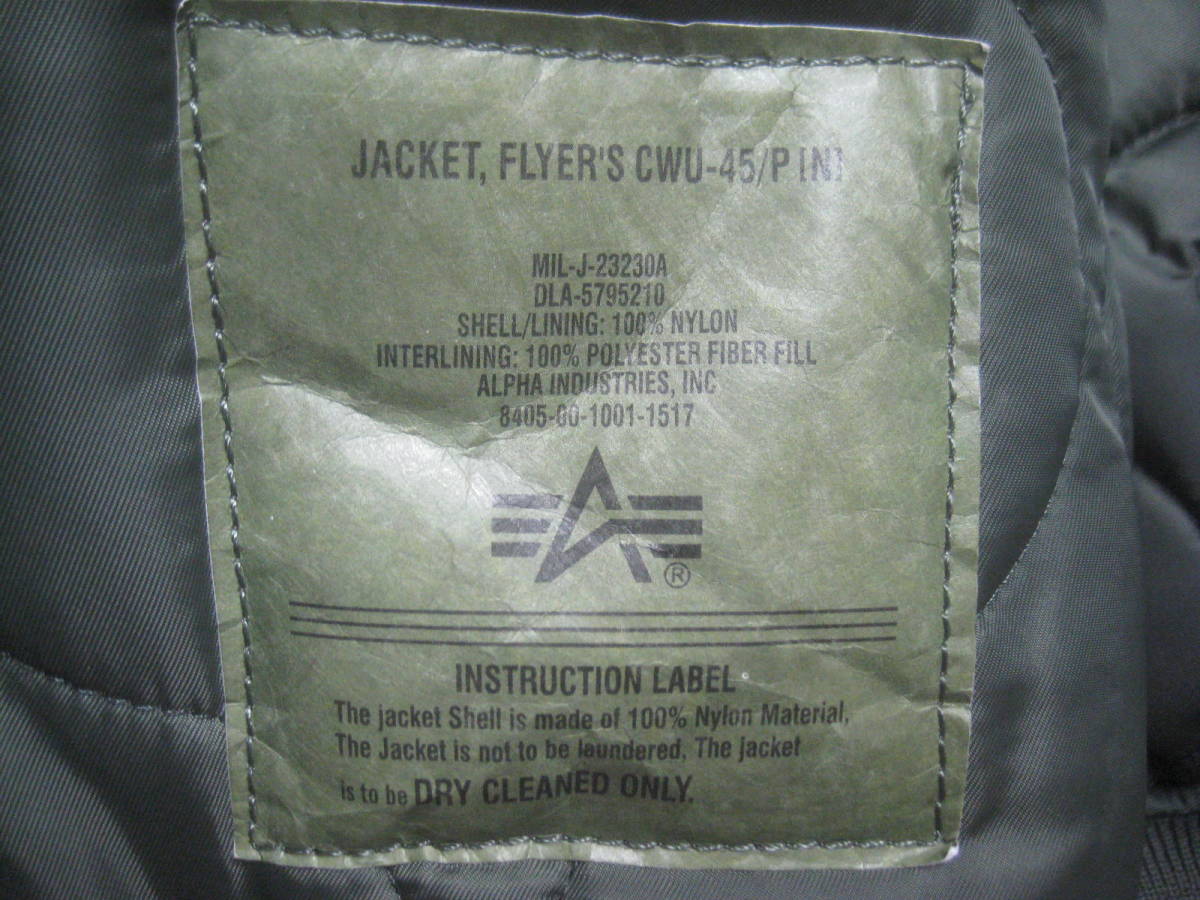 JACKET, FLYER'S CWU-45/P [N]
MIL-J-23230A
DLA-5795210
SHELL/LINING: 100% NYLON
INTERLINING: 100% POLYESTER FIBER FILL
ALPHA INDUSTRIES, INC
8405-00-1001-1517
®
INSTRUCTION LABEL
The jacket Shell is made of 100% Nylon Material,
The Jacket is not to be laundered, The jacket
is to be DRY CLEANED ONLY.